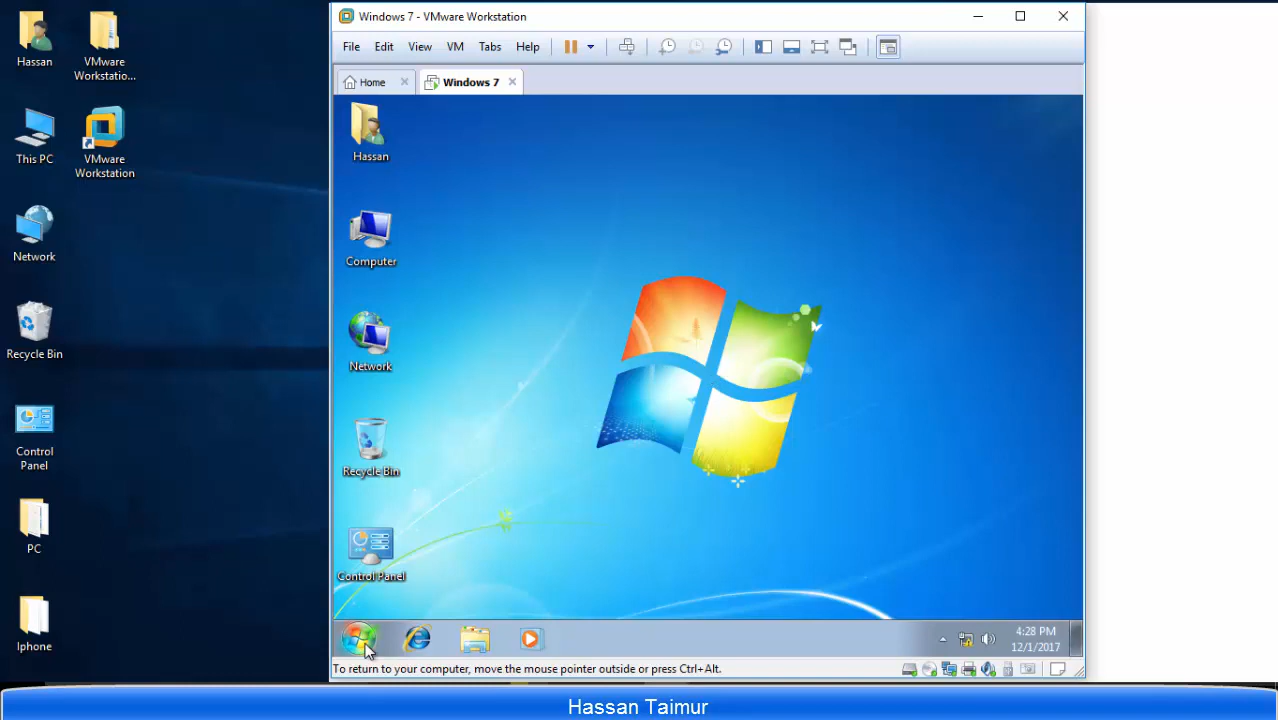 Hassan
VMware
Workstatio...
This PC
VMware
Workstation
Network
Recycle Bin
Control
Panel
PC
Iphone
Windows 7 - VMware Workstation
File Edit View VM Tabs Help
Home Windows 7
Hassan
Computer
Network
Recycle Bin
Control Panel
4:28 PM
12/1/2017
To return to your computer, move the mouse pointer outside or press Ctrl+Alt.
Hassan Taimur